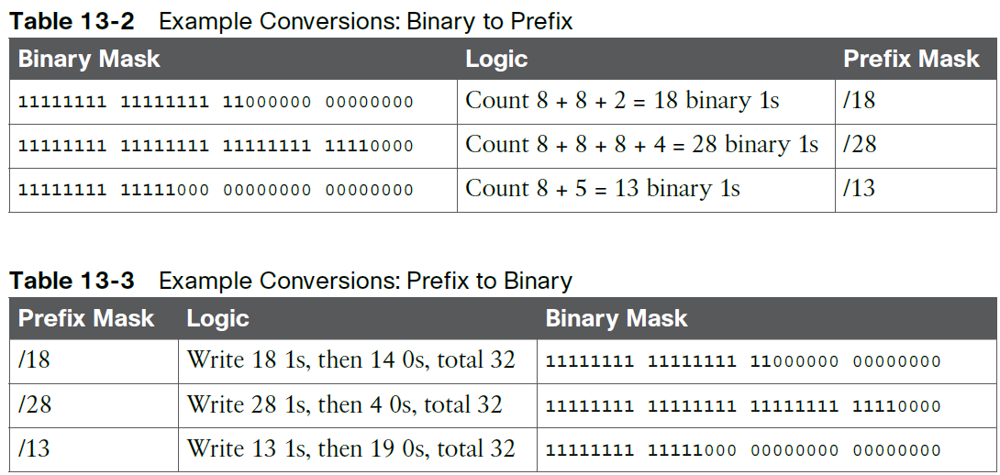 Table 13-2 Example Conversions: Binary to Prefix
Binary Mask Logic Prefix Mask
11111111 11111111 11000000 00000000 Count 8 + 8 + 2 = 18 binary 1s /18
11111111 11111111 11111111 11110000 Count 8 + 8 + 8 + 4 = 28 binary 1s /28
11111111 11111000 00000000 00000000 Count 8 + 5 = 13 binary 1s /13
Table 13-3 Example Conversions: Prefix to Binary
Prefix Mask Logic Binary Mask
/18 Write 18 1s, then 14 0s, total 32 11111111 11111111 11000000 00000000
/28 Write 28 1s, then 4 0s, total 32 11111111 11111111 11111111 11110000
/13 Write 13 1s, then 19 0s, total 32 11111111 11111000 00000000 00000000